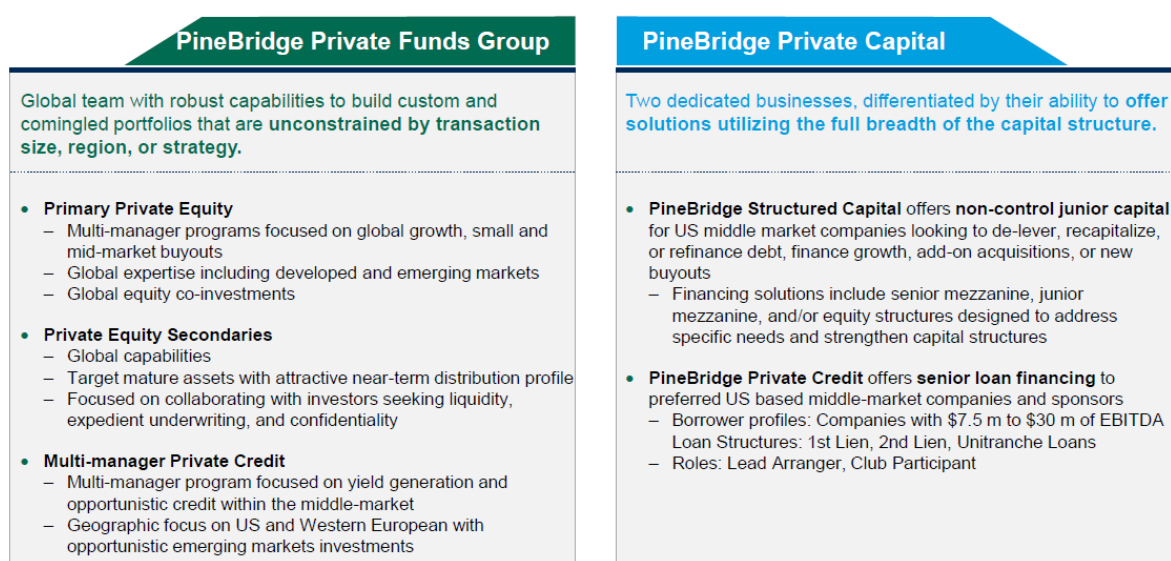 PineBridge Private Funds Group
Global team with robust capabilities to build custom and
comingled portfolios that are unconstrained by transaction
size, region, or strategy.
• Primary Private Equity
– Multi-manager programs focused on global growth, small and
mid-market buyouts
– Global expertise including developed and emerging markets
– Global equity co-investments
• Private Equity Secondaries
– Global capabilities
– Target mature assets with attractive near-term distribution profile
– Focused on collaborating with investors seeking liquidity,
expedient underwriting, and confidentiality
• Multi-manager Private Credit
– Multi-manager program focused on yield generation and
opportunistic credit within the middle-market
– Geographic focus on US and Western European with
opportunistic emerging markets investments
PineBridge Private Capital
Two dedicated businesses, differentiated by their ability to offer
solutions utilizing the full breadth of the capital structure.
• PineBridge Structured Capital offers non-control junior capital
for US middle market companies looking to de-lever, recapitalize,
or refinance debt, finance growth, add-on acquisitions, or new
buyouts
– Financing solutions include senior mezzanine, junior
mezzanine, and/or equity structures designed to address
specific needs and strengthen capital structures
• PineBridge Private Credit offers senior loan financing to
preferred US based middle-market companies and sponsors
– Borrower profiles: Companies with $7.5 m to $30 m of EBITDA
Loan Structures: 1st Lien, 2nd Lien, Unitranche Loans
– Roles: Lead Arranger, Club Participant